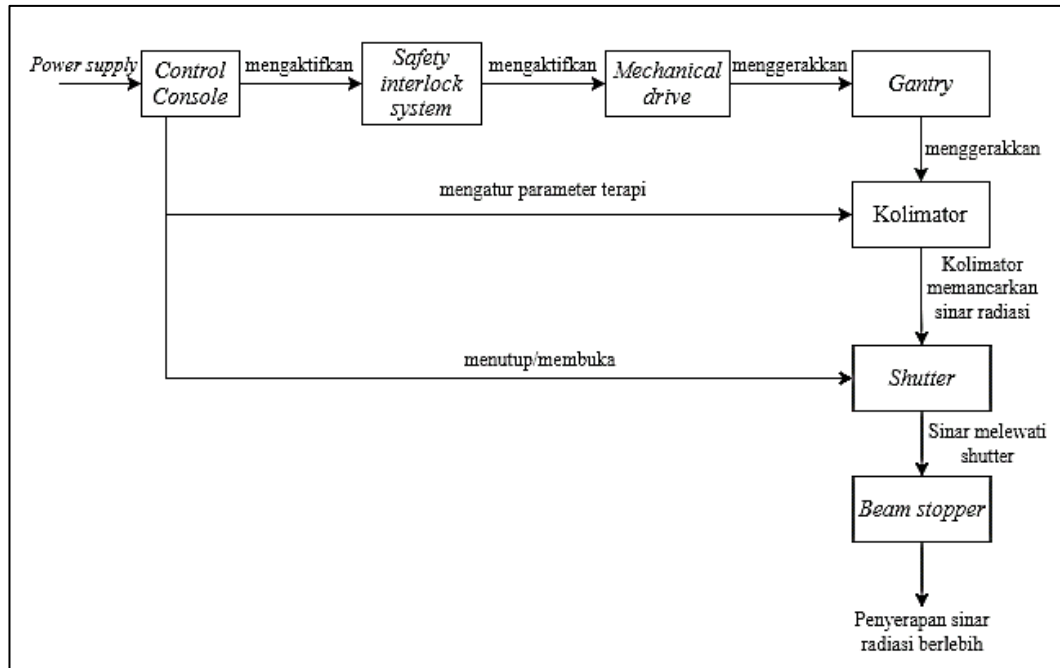 Power supply
Control
Console
mengaktifkan
Safety
interlock
system
mengaktifkan
Mechanical
drive
menggerakkan
Gantry
menggerakkan
mengatur parameter terapi
Kolimator
Kolimator
memancarkan
sinar radiasi
menutup/membuka
Shutter
Sinar melewati
shutter
Beam stopper
Penyerapan sinar
radiasi berlebih